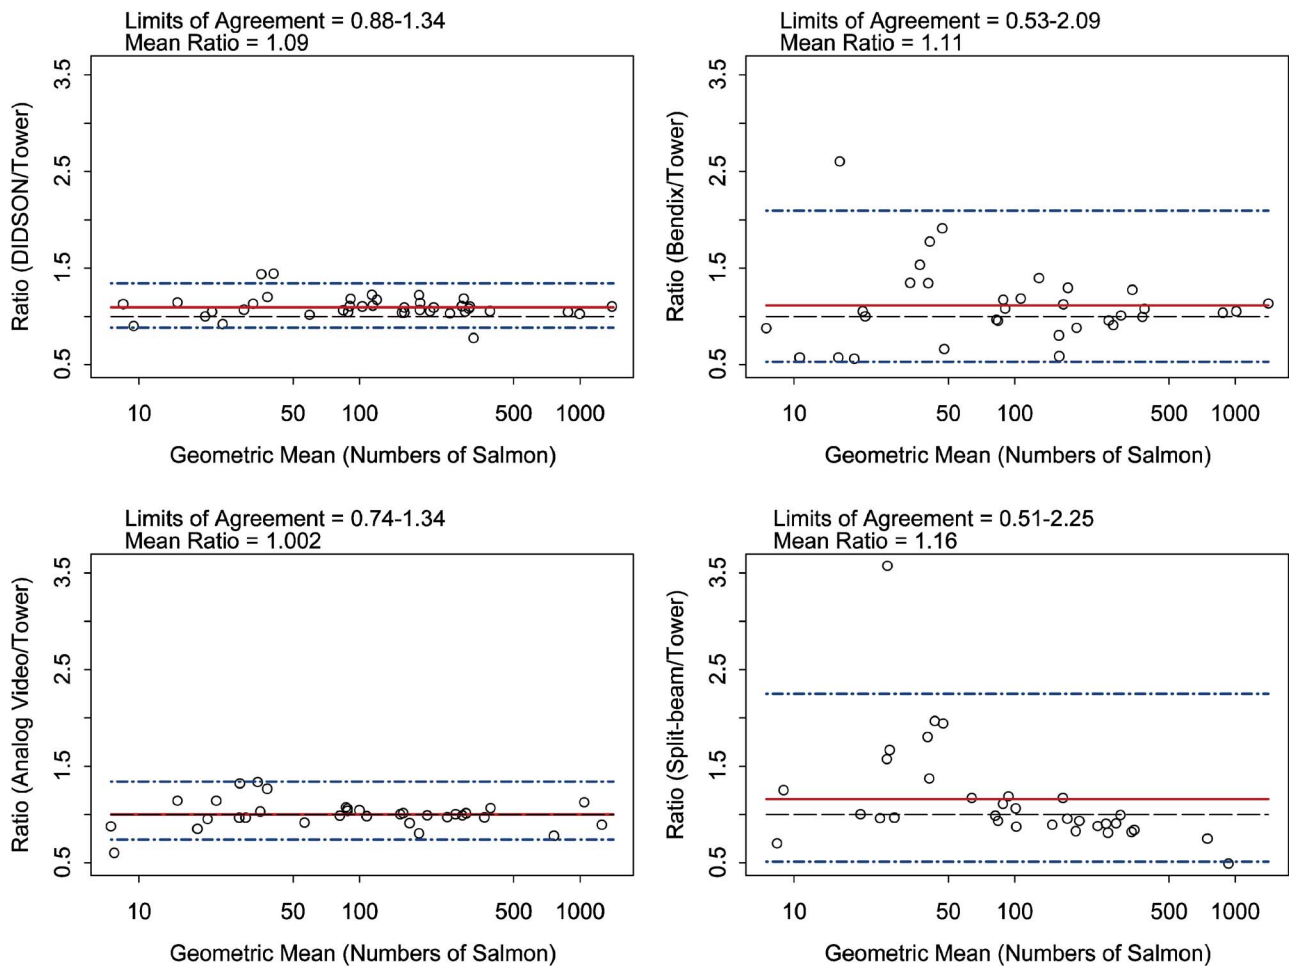 Limits of Agreement = 0.88-1.34
Mean Ratio = 1.09
Ratio (DIDSON/Tower)
3.5
2.5
1.5
0.5
10 50 100 500 1000
Geometric Mean (Numbers of Salmon)
Limits of Agreement = 0.53-2.09
Mean Ratio = 1.11
Ratio (Bendix/Tower)
3.5
2.5
1.5
0.5
10 50 100 500 1000
Geometric Mean (Numbers of Salmon)
Limits of Agreement = 0.74-1.34
Mean Ratio = 1.002
Ratio (Analog Video/Tower)
3.5
2.5
1.5
0.5
10 50 100 500 1000
Geometric Mean (Numbers of Salmon)
Limits of Agreement = 0.51-2.25
Mean Ratio = 1.16
Ratio (Split-beam/Tower)
3.5
2.5
1.5
0.5
10 50 100 500 1000
Geometric Mean (Numbers of Salmon)